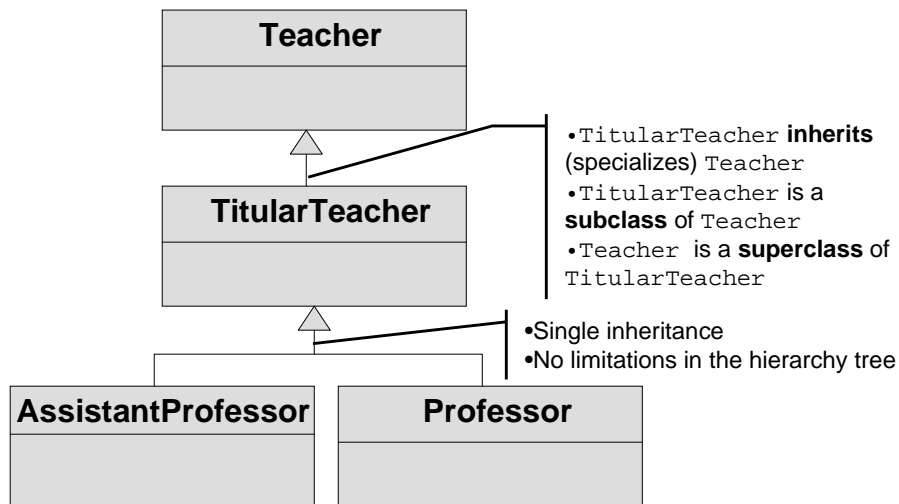 Teacher
•TitularTeacher inherits
(specializes) Teacher
•TitularTeacher is a
subclass of Teacher
•Teacher is a superclass of
TitularTeacher
TitularTeacher
•Single inheritance
•No limitations in the hierarchy tree
AssistantProfessor
Professor